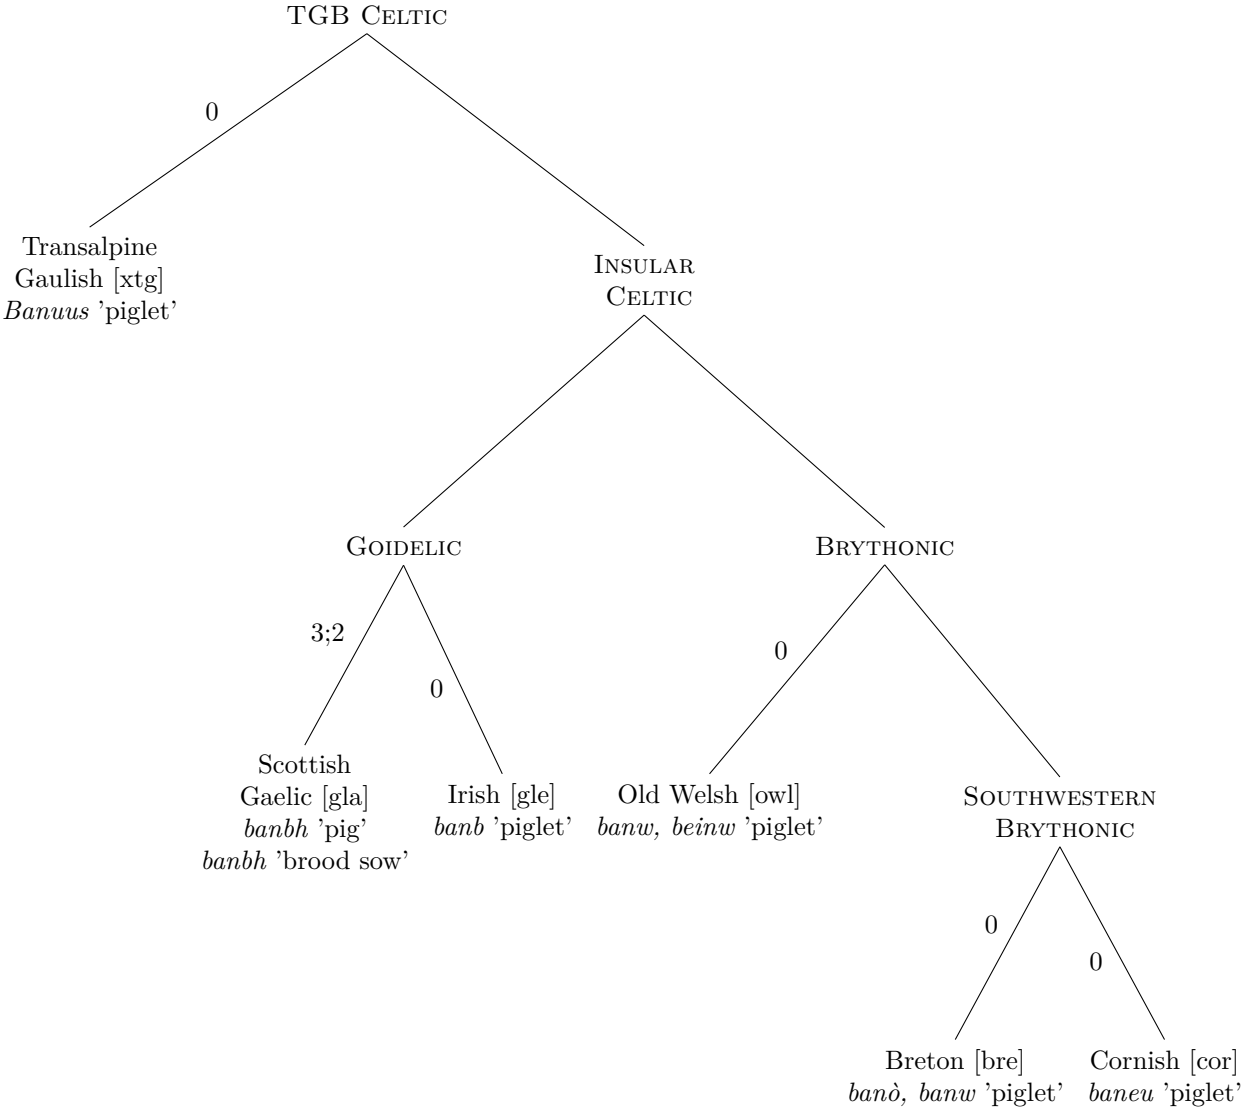 TGB CELTIC
0
Transalpine
Gaulish [xtg]
Banuus ’piglet’
INSULAR
CELTIC
GOIDELIC
BRYTHONIC
3;2
0
0
Scottish
Gaelic [gla]
banbh ’pig’
banbh ’brood sow’
Irish [gle]
banb ’piglet’
Old Welsh [owl]
banw, beinw ’piglet’
SOUTHWESTERN
BRYTHONIC
0
0
Breton [bre]
banò, banw ’piglet’
Cornish [cor]
baneu ’piglet’